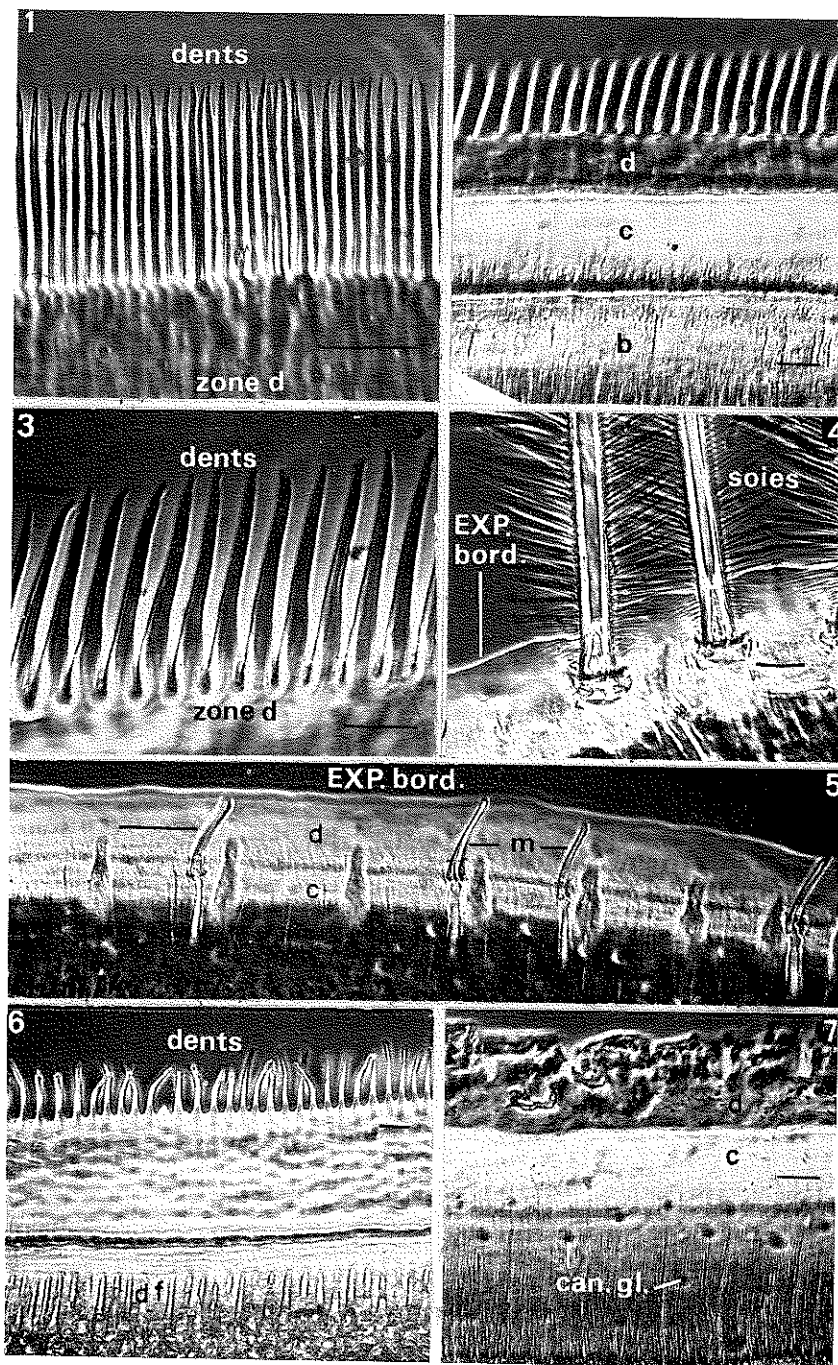 1
dents
zone d
d
c
b
3
dents
zone d
4
soies
EXP.
bord.
EXP. bord.
5
d
m
c
6
dents
d f
7
d
c
can. gl.